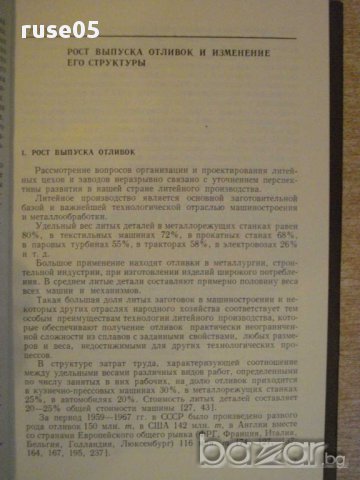 ruse05
РОСТ ВЫПУСКА ОТЛИВОК И ИЗМЕНЕНИЕ
ЕГО СТРУКТУРЫ
1. РОСТ ВЫПУСКА ОТЛИВОК
Рассмотрение вопросов организации и проектирования литей-
ных цехов и заводов неразрывно связано с уточнением перспек-
тивы развития в нашей стране литейного производства.
Литейное производство является основной заготовительной
базой и важнейшей технологической отраслью машиностроения
и металлообработки.
Удельный вес литых деталей в металлорежущих станках равен
80%, в текстильных машинах 72%, в прокатных станах 68%,
в паровых турбинах 55%, в тракторах 58%, в электровозах 26%
и т. д.
Большое применение находят отливки в металлургии, строи-
тельной индустрии, при изготовлении изделий широкого потребле-
ния. В среднем литые детали составляют примерно половину веса
всех машин и механизмов.
Такая большая доля литых заготовок в машиностроении и не-
которых других отраслях народного хозяйства соответствует тем
особым преимуществам технологии литейного производства, кото-
рые обеспечивают получение отливок практически неограничен-
ной сложности из сплавов с заданными свойствами, любых разме-
ров и веса, недостижимыми для других технологических про-
цессов.
В структуре затрат труда, характеризующей соотношение
между удельными весами различных видов работ, определенными
по числу занятых в них рабочих, на долю отливок приходится
в кузнечно-прессовых машинах 30%, в металлорежущих станках
25%, в автомобилях 20%. Стоимость литых деталей составляет
20—25% общей стоимости машины [27, 43].
За период 1959—1967 гг. в СССР было произведено разного
рода отливок 150 млн. т, в США 142 млн. т, в Англии вместе
со странами Европейского общего рынка (ФРГ, Франция, Италия,
Бельгия, Голландия, Люксембург) 116
164, 167, 195, 237].
bazar.bg